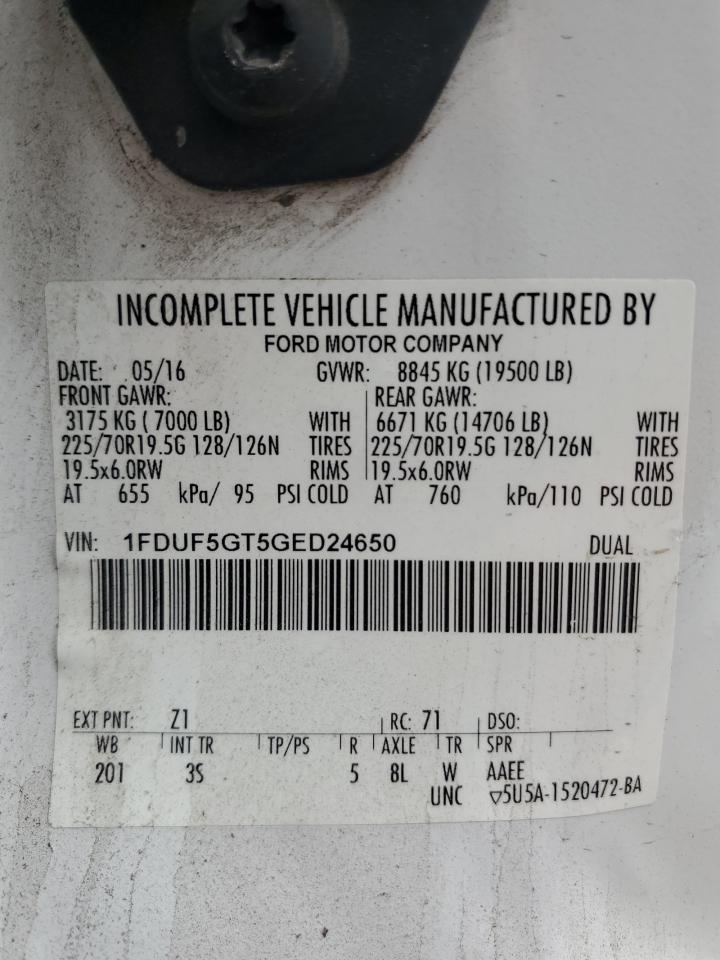 INCOMPLETE VEHICLE MANUFACTURED BY
FORD MOTOR COMPANY
DATE: 05/16 GVWR: 8845 KG (19500 LB)
FRONT GAWR: REAR GAWR:
3175 KG ( 7000 LB) WITH 6671 KG (14706 LB) WITH
225/70R19.5G 128/126N TIRES 225/70R19.5G 128/126N TIRES
19.5x6.0RW RIMS 19.5x6.0RW RIMS
AT 655 kPa/ 95 PSI COLD AT 760 kPa/110 PSI COLD
VIN: 1FDUF5GT5GED24650 DUAL
EXT PNT: Z1 RC: 71 DSO:
WB INT TR TP/PS R AXLE TR SPR
201 3S 5 8L W AAEE
UNC ▽5U5A-1520472-BA